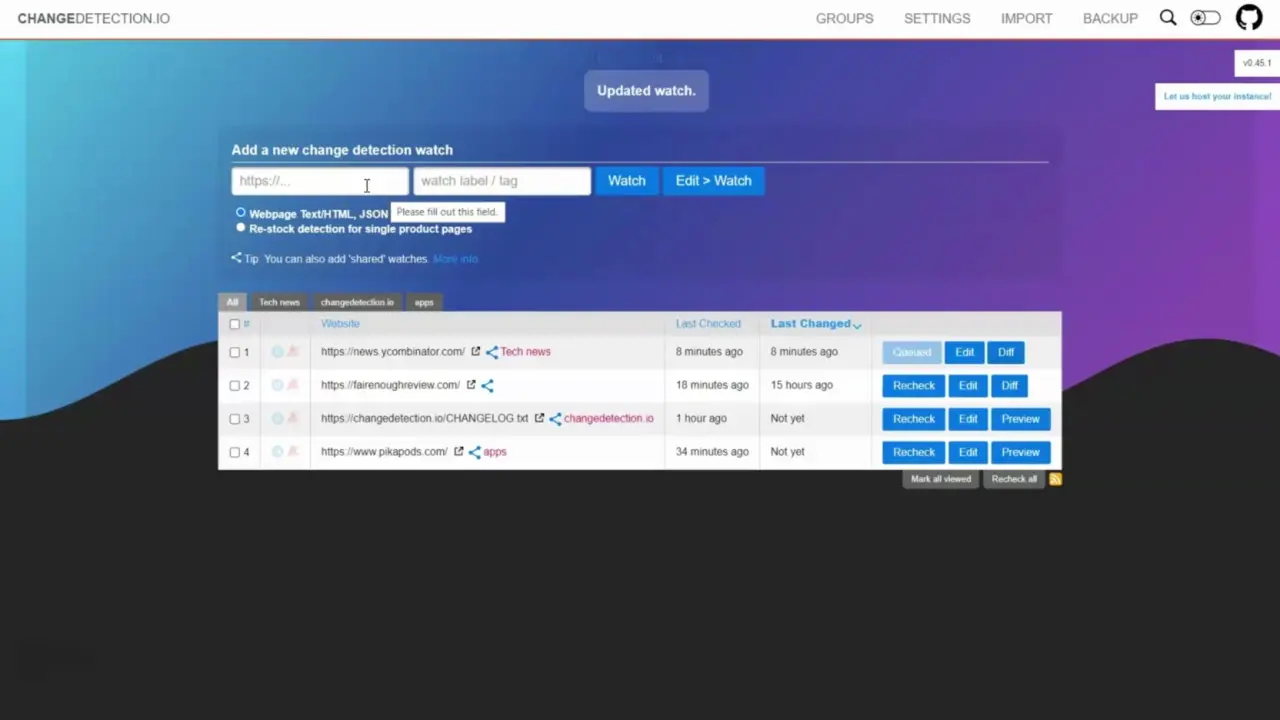 CHANGEDETECTION.IO GROUPS SETTINGS IMPORT BACKUP
v0.45.1
Updated watch.
Let us host your instance!
Add a new change detection watch
https://... watch label / tag Watch Edit > Watch
Webpage Text/HTML, JSON Please fill out this field.
Re-stock detection for single product pages
Tip: You can also add 'shared' watches. More info
All Tech news changedetection.io apps
# Website Last Checked Last Changed
1 https://news.ycombinator.com/ Tech news 8 minutes ago 8 minutes ago Queued Edit Diff
2 https://fairenoughreview.com/ 18 minutes ago 15 hours ago Recheck Edit Diff
3 https://changedetection.io/CHANGELOG.txt changedetection.io 1 hour ago Not yet Recheck Edit Preview
4 https://www.pikapods.com/ apps 34 minutes ago Not yet Recheck Edit Preview
Mark all viewed Recheck all